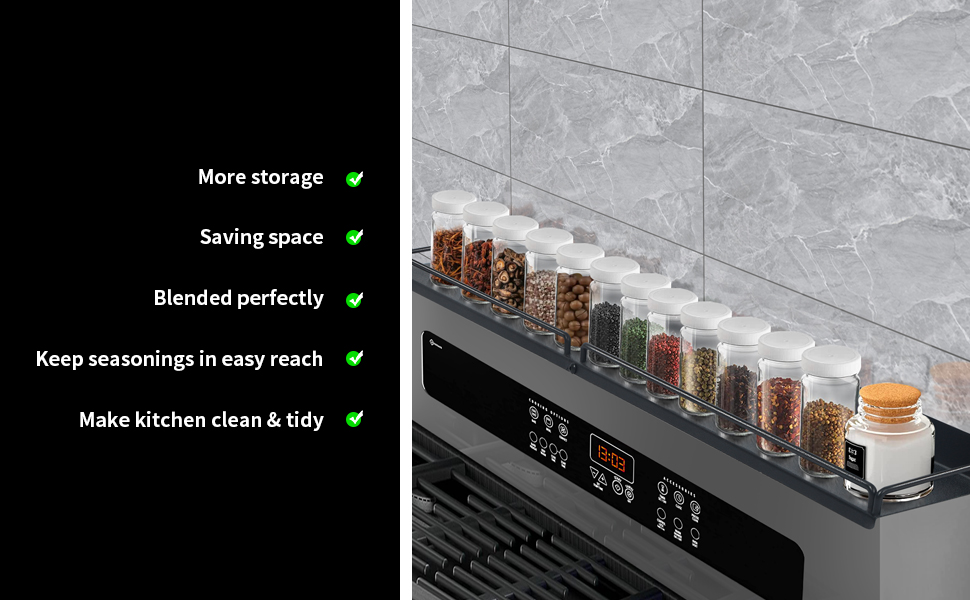 More storage
Saving space
Blended perfectly
Keep seasonings in easy reach
Make kitchen clean & tidy
13:03